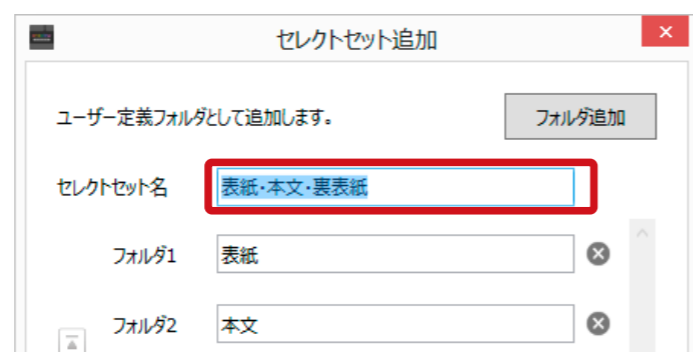 セレクトセット追加
ユーザー定義フォルダとして追加します。
フォルダ追加
セレクトセット名
表紙・本文・裏表紙
フォルダ1
表紙
フォルダ2
本文